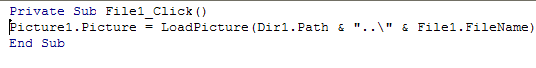 Private Sub File1_Click()
Picture1.Picture = LoadPicture(Dir1.Path & "..\" & File1.FileName)
End Sub